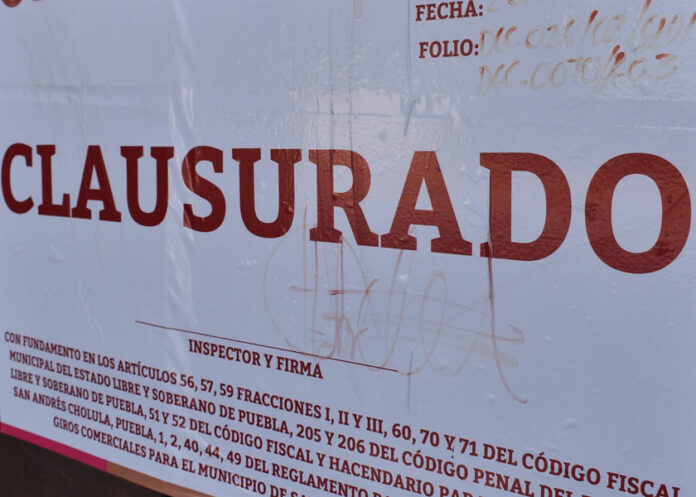 FECHA:
FOLIO:
CLAUSURADO
INSPECTOR Y FIRMA
CON FUNDAMENTO EN LOS ARTÍCULOS 56, 57, 59 FRACCIONES I, II Y III, 60, 70 Y 71 DEL CÓDIGO FISCAL
MUNICIPAL DEL ESTADO LIBRE Y SOBERANO DE PUEBLA, 205 Y 206 DEL CÓDIGO PENAL DEL
LIBRE Y SOBERANO DE PUEBLA, 51 Y 52 DEL CÓDIGO FISCAL Y HACENDARIO PARA
SAN ANDRÉS CHOLULA, PUEBLA, 1, 2, 40, 44, 49 DEL REGLAMENTO
GIROS COMERCIALES PARA EL MUNICIPIO DE